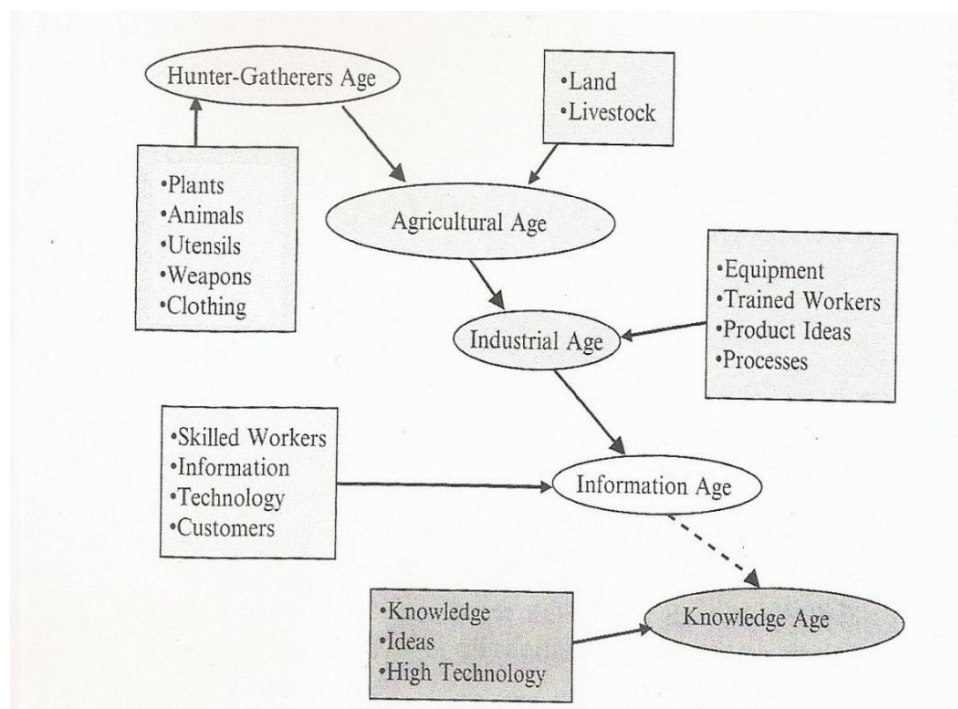 Hunter-Gatherers Age
•Land
•Livestock
•Plants
•Animals
•Utensils
•Weapons
•Clothing
Agricultural Age
•Equipment
•Trained Workers
•Product Ideas
•Processes
Industrial Age
•Skilled Workers
•Information
•Technology
•Customers
Information Age
•Knowledge
•Ideas
•High Technology
Knowledge Age